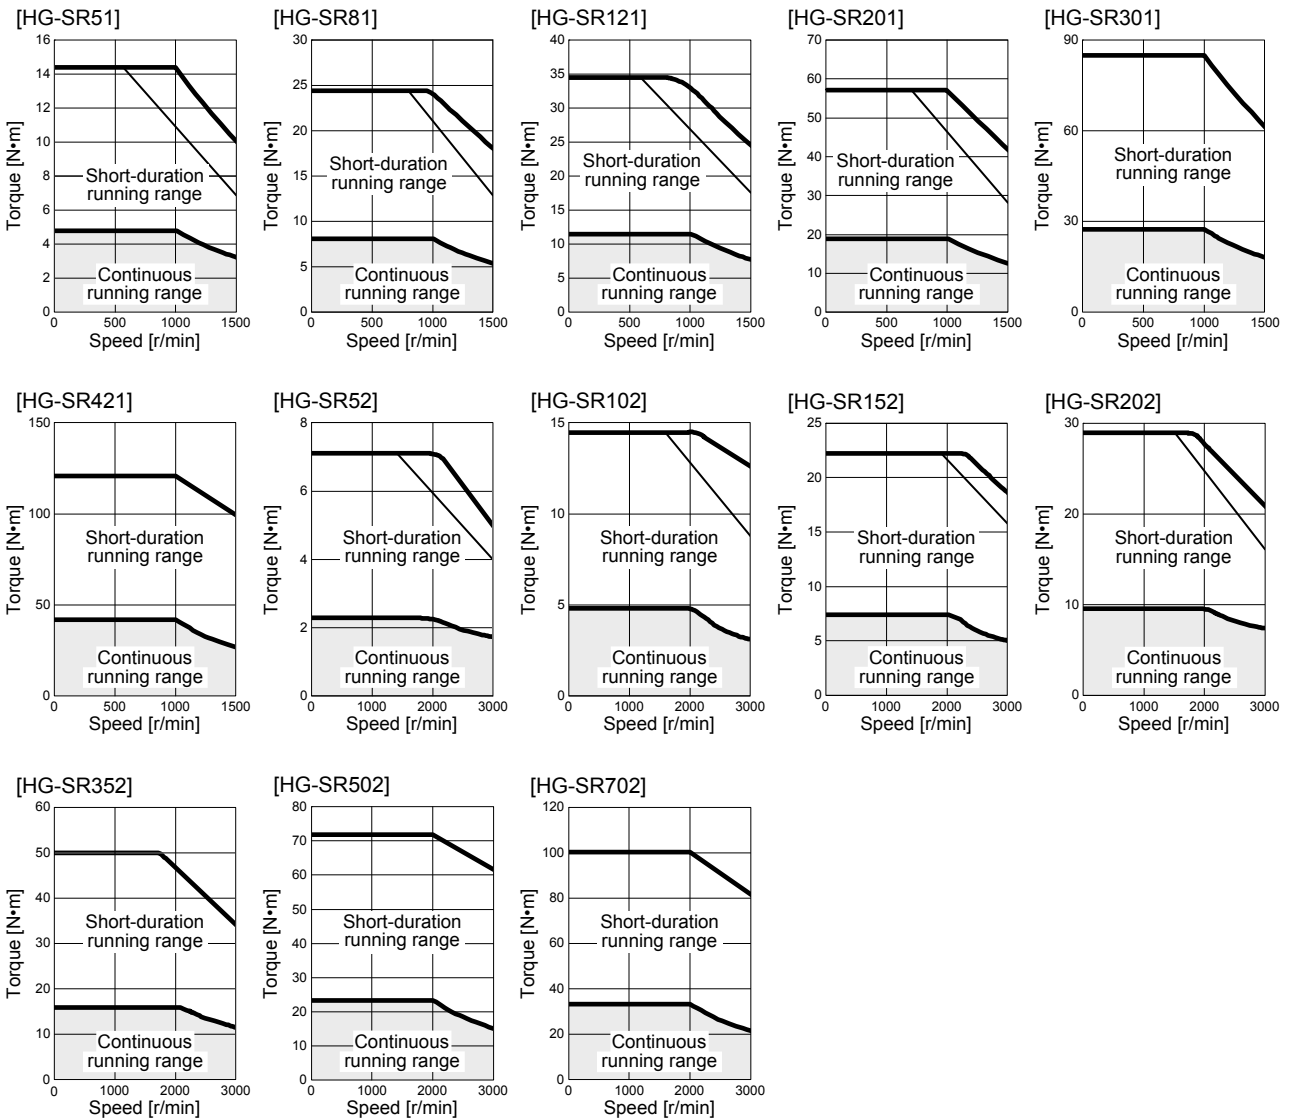 [HG-SR51]
16
14
12
10
8
6
4
2
0
Torque [N•m]
Short-duration
running range
Continuous
running range
0 500 1000 1500
Speed [r/min]
[HG-SR81]
30
25
20
15
10
5
0
Torque [N•m]
Short-duration
running range
Continuous
running range
0 500 1000 1500
Speed [r/min]
[HG-SR121]
40
35
30
25
20
15
10
5
0
Torque [N•m]
Short-duration
running range
Continuous
running range
0 500 1000 1500
Speed [r/min]
[HG-SR201]
70
60
50
40
30
20
10
0
Torque [N•m]
Short-duration
running range
Continuous
running range
0 500 1000 1500
Speed [r/min]
[HG-SR301]
90
60
30
0
Torque [N•m]
Short-duration
running range
Continuous
running range
0 500 1000 1500
Speed [r/min]
[HG-SR421]
150
100
50
0
Torque [N•m]
Short-duration
running range
Continuous
running range
0 500 1000 1500
Speed [r/min]
[HG-SR52]
8
6
4
2
0
Torque [N•m]
Short-duration
running range
Continuous
running range
0 1000 2000 3000
Speed [r/min]
[HG-SR102]
15
10
5
0
Torque [N•m]
Short-duration
running range
Continuous
running range
0 1000 2000 3000
Speed [r/min]
[HG-SR152]
25
22
15
10
5
0
Torque [N•m]
Short-duration
running range
Continuous
running range
0 1000 2000 3000
Speed [r/min]
[HG-SR202]
30
20
10
0
Torque [N•m]
Short-duration
running range
Continuous
running range
0 1000 2000 3000
Speed [r/min]
[HG-SR352]
60
50
40
30
20
10
0
Torque [N•m]
Short-duration
running range
Continuous
running range
0 1000 2000 3000
Speed [r/min]
[HG-SR502]
80
70
60
50
40
30
20
10
0
Torque [N•m]
Short-duration
running range
Continuous
running range
0 1000 2000 3000
Speed [r/min]
[HG-SR702]
120
100
80
60
40
20
0
Torque [N•m]
Short-duration
running range
Continuous
running range
0 1000 2000 3000
Speed [r/min]